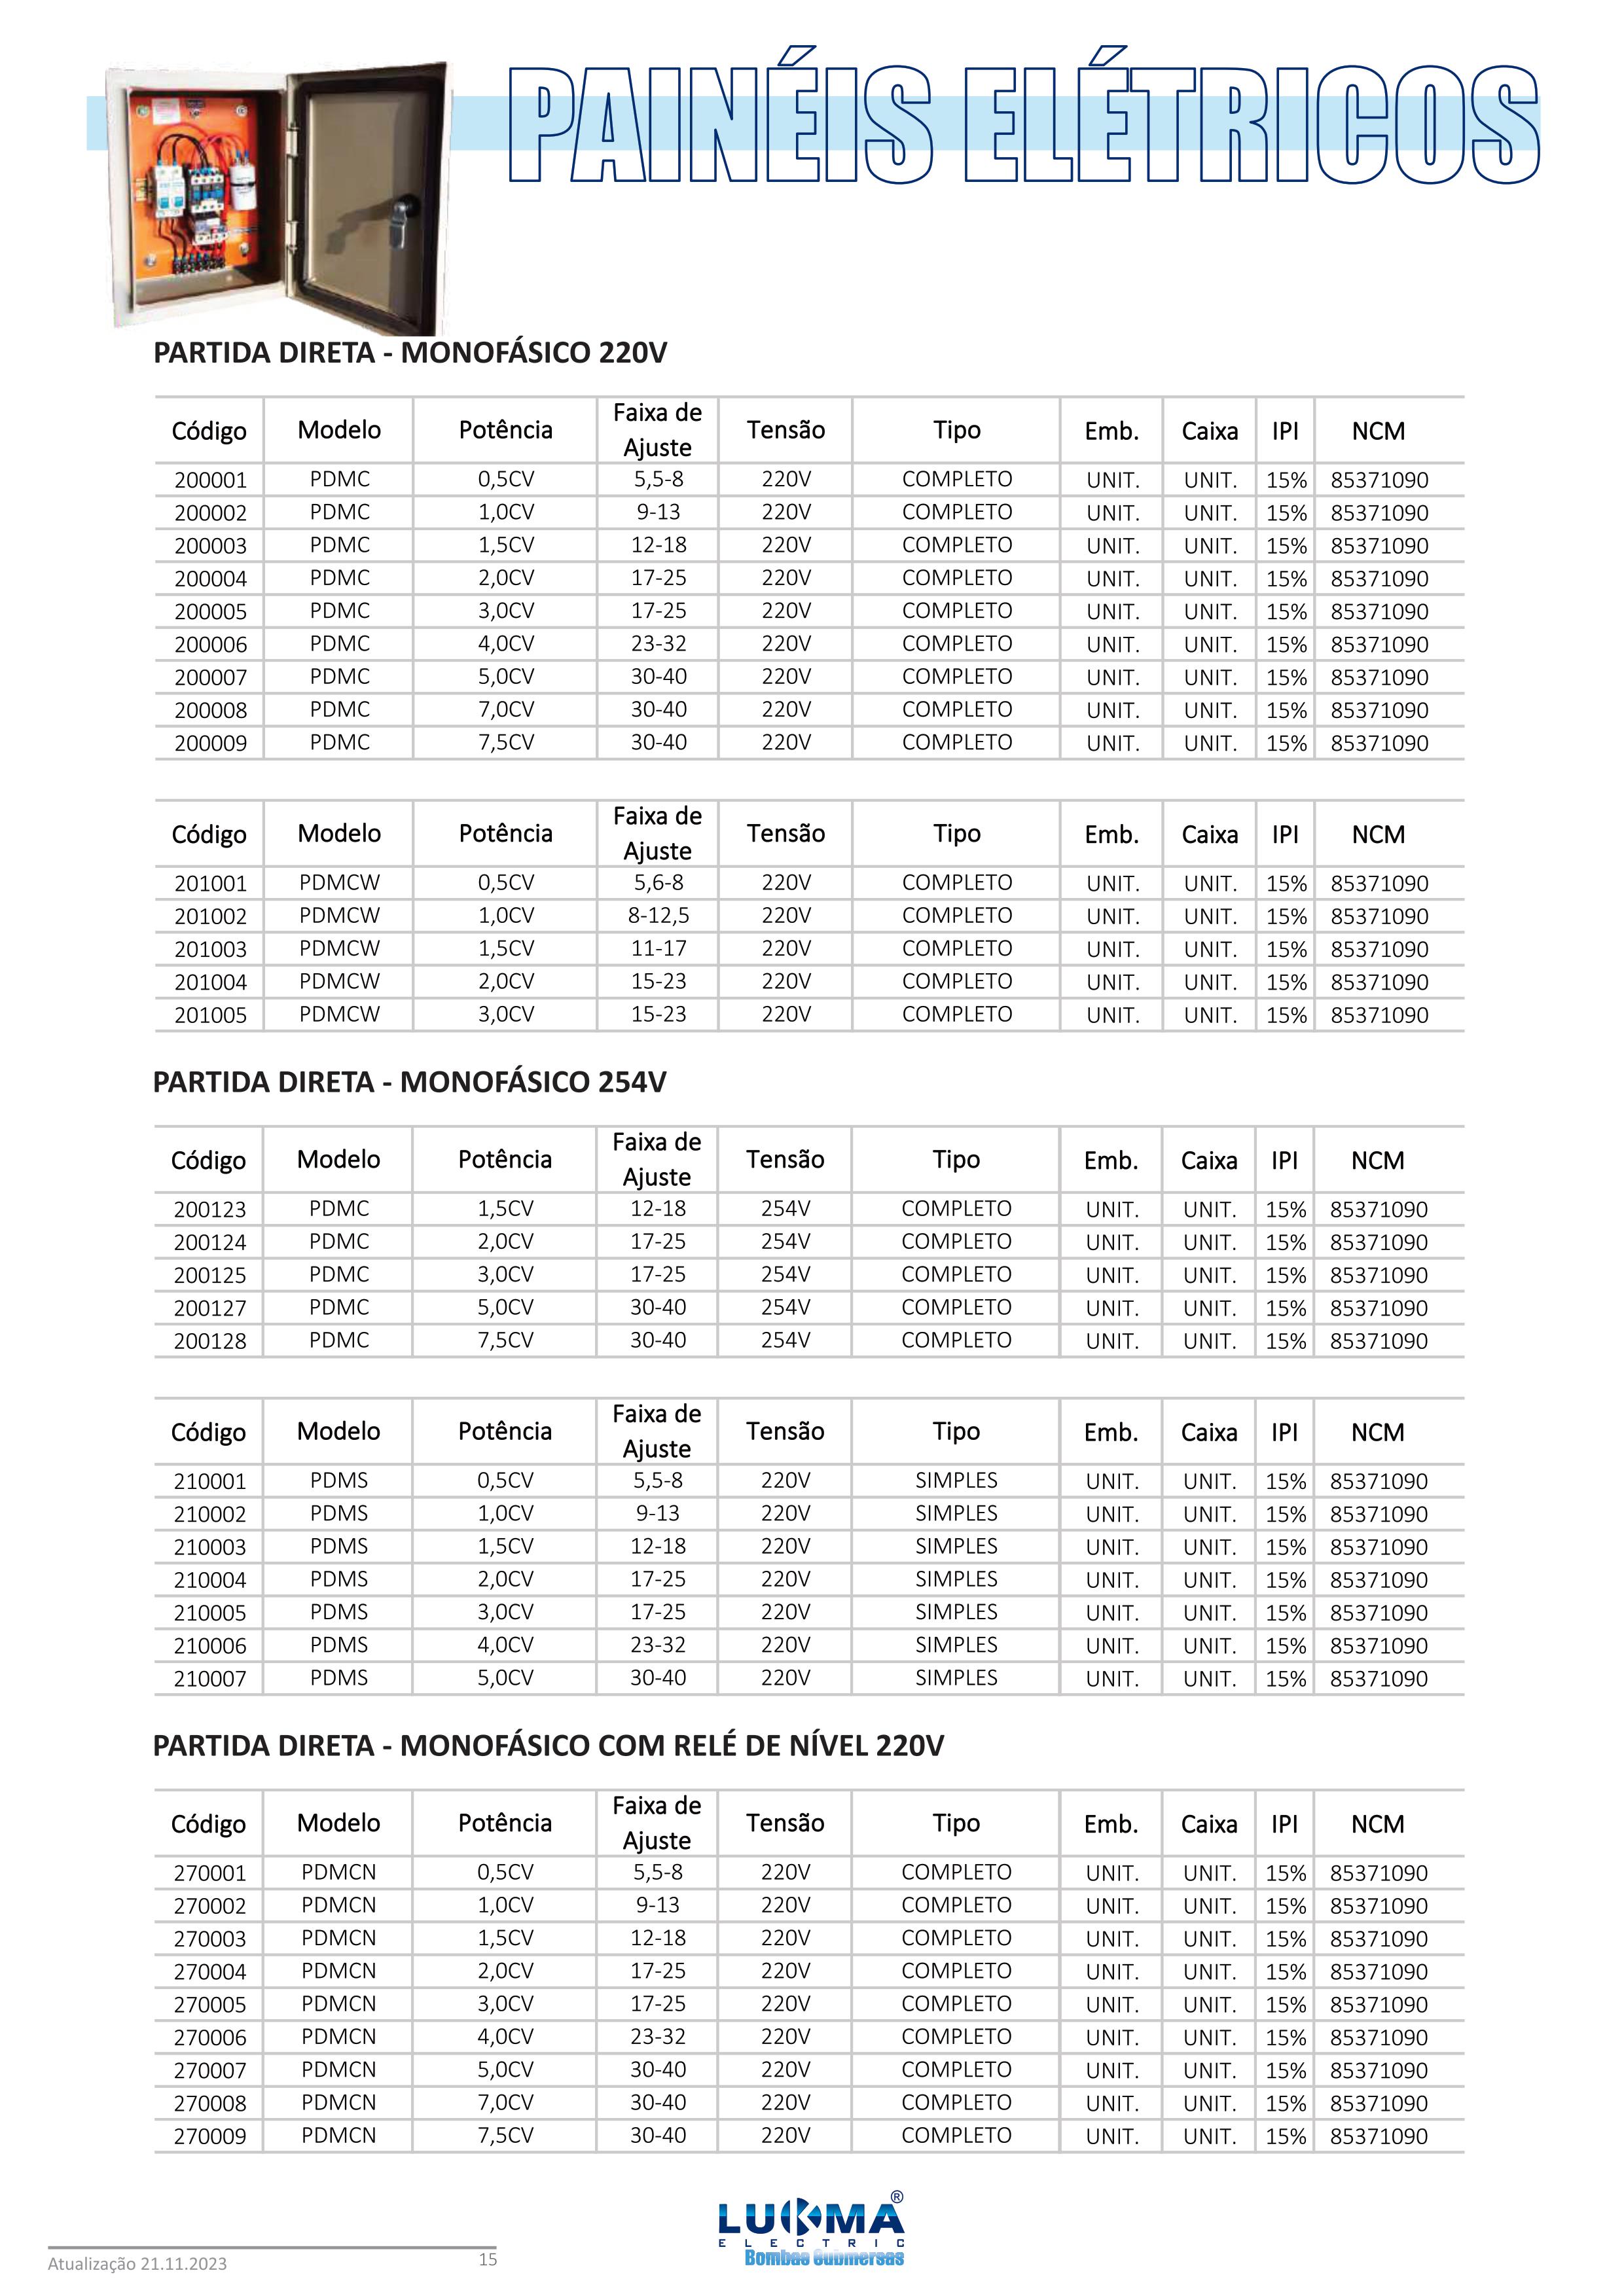 PAINÉIS ELÉTRICOS
PARTIDA DIRETA - MONOFÁSICO 220V
Código Modelo Potência Faixa de Ajuste Tensão Tipo Emb. Caixa IPI NCM
200001 PDMC 0,5CV 5,5-8 220V COMPLETO UNIT. UNIT. 15% 85371090
200002 PDMC 1,0CV 9-13 220V COMPLETO UNIT. UNIT. 15% 85371090
200003 PDMC 1,5CV 12-18 220V COMPLETO UNIT. UNIT. 15% 85371090
200004 PDMC 2,0CV 17-25 220V COMPLETO UNIT. UNIT. 15% 85371090
200005 PDMC 3,0CV 17-25 220V COMPLETO UNIT. UNIT. 15% 85371090
200006 PDMC 4,0CV 23-32 220V COMPLETO UNIT. UNIT. 15% 85371090
200007 PDMC 5,0CV 30-40 220V COMPLETO UNIT. UNIT. 15% 85371090
200008 PDMC 7,0CV 30-40 220V COMPLETO UNIT. UNIT. 15% 85371090
200009 PDMC 7,5CV 30-40 220V COMPLETO UNIT. UNIT. 15% 85371090
Código Modelo Potência Faixa de Ajuste Tensão Tipo Emb. Caixa IPI NCM
201001 PDMCW 0,5CV 5,6-8 220V COMPLETO UNIT. UNIT. 15% 85371090
201002 PDMCW 1,0CV 8-12,5 220V COMPLETO UNIT. UNIT. 15% 85371090
201003 PDMCW 1,5CV 11-17 220V COMPLETO UNIT. UNIT. 15% 85371090
201004 PDMCW 2,0CV 15-23 220V COMPLETO UNIT. UNIT. 15% 85371090
201005 PDMCW 3,0CV 15-23 220V COMPLETO UNIT. UNIT. 15% 85371090
PARTIDA DIRETA - MONOFÁSICO 254V
Código Modelo Potência Faixa de Ajuste Tensão Tipo Emb. Caixa IPI NCM
200123 PDMC 1,5CV 12-18 254V COMPLETO UNIT. UNIT. 15% 85371090
200124 PDMC 2,0CV 17-25 254V COMPLETO UNIT. UNIT. 15% 85371090
200125 PDMC 3,0CV 17-25 254V COMPLETO UNIT. UNIT. 15% 85371090
200127 PDMC 5,0CV 30-40 254V COMPLETO UNIT. UNIT. 15% 85371090
200128 PDMC 7,5CV 30-40 254V COMPLETO UNIT. UNIT. 15% 85371090
Código Modelo Potência Faixa de Ajuste Tensão Tipo Emb. Caixa IPI NCM
210001 PDMS 0,5CV 5,5-8 220V SIMPLES UNIT. UNIT. 15% 85371090
210002 PDMS 1,0CV 9-13 220V SIMPLES UNIT. UNIT. 15% 85371090
210003 PDMS 1,5CV 12-18 220V SIMPLES UNIT. UNIT. 15% 85371090
210004 PDMS 2,0CV 17-25 220V SIMPLES UNIT. UNIT. 15% 85371090
210005 PDMS 3,0CV 17-25 220V SIMPLES UNIT. UNIT. 15% 85371090
210006 PDMS 4,0CV 23-32 220V SIMPLES UNIT. UNIT. 15% 85371090
210007 PDMS 5,0CV 30-40 220V SIMPLES UNIT. UNIT. 15% 85371090
PARTIDA DIRETA - MONOFÁSICO COM RELÉ DE NÍVEL 220V
Código Modelo Potência Faixa de Ajuste Tensão Tipo Emb. Caixa IPI NCM
270001 PDMCN 0,5CV 5,5-8 220V COMPLETO UNIT. UNIT. 15% 85371090
270002 PDMCN 1,0CV 9-13 220V COMPLETO UNIT. UNIT. 15% 85371090
270003 PDMCN 1,5CV 12-18 220V COMPLETO UNIT. UNIT. 15% 85371090
270004 PDMCN 2,0CV 17-25 220V COMPLETO UNIT. UNIT. 15% 85371090
270005 PDMCN 3,0CV 17-25 220V COMPLETO UNIT. UNIT. 15% 85371090
270006 PDMCN 4,0CV 23-32 220V COMPLETO UNIT. UNIT. 15% 85371090
270007 PDMCN 5,0CV 30-40 220V COMPLETO UNIT. UNIT. 15% 85371090
270008 PDMCN 7,0CV 30-40 220V COMPLETO UNIT. UNIT. 15% 85371090
270009 PDMCN 7,5CV 30-40 220V COMPLETO UNIT. UNIT. 15% 85371090
LUKMA®
ELECTRIC
Bombas Submersas
Atualização 21.11.2023 15